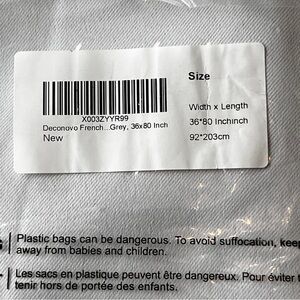 Size
X003ZYYR99
Deconovo French...Grey, 36x80 Inch
New
Width x Length
36*80 Inchinch
92*203cm
Plastic bags can be dangerous. To avoid suffocation, keep
away from babies and children.
Les sacs en plastique peuvent être dangereux. Pour éviter
tenir hors de portée des enfants.